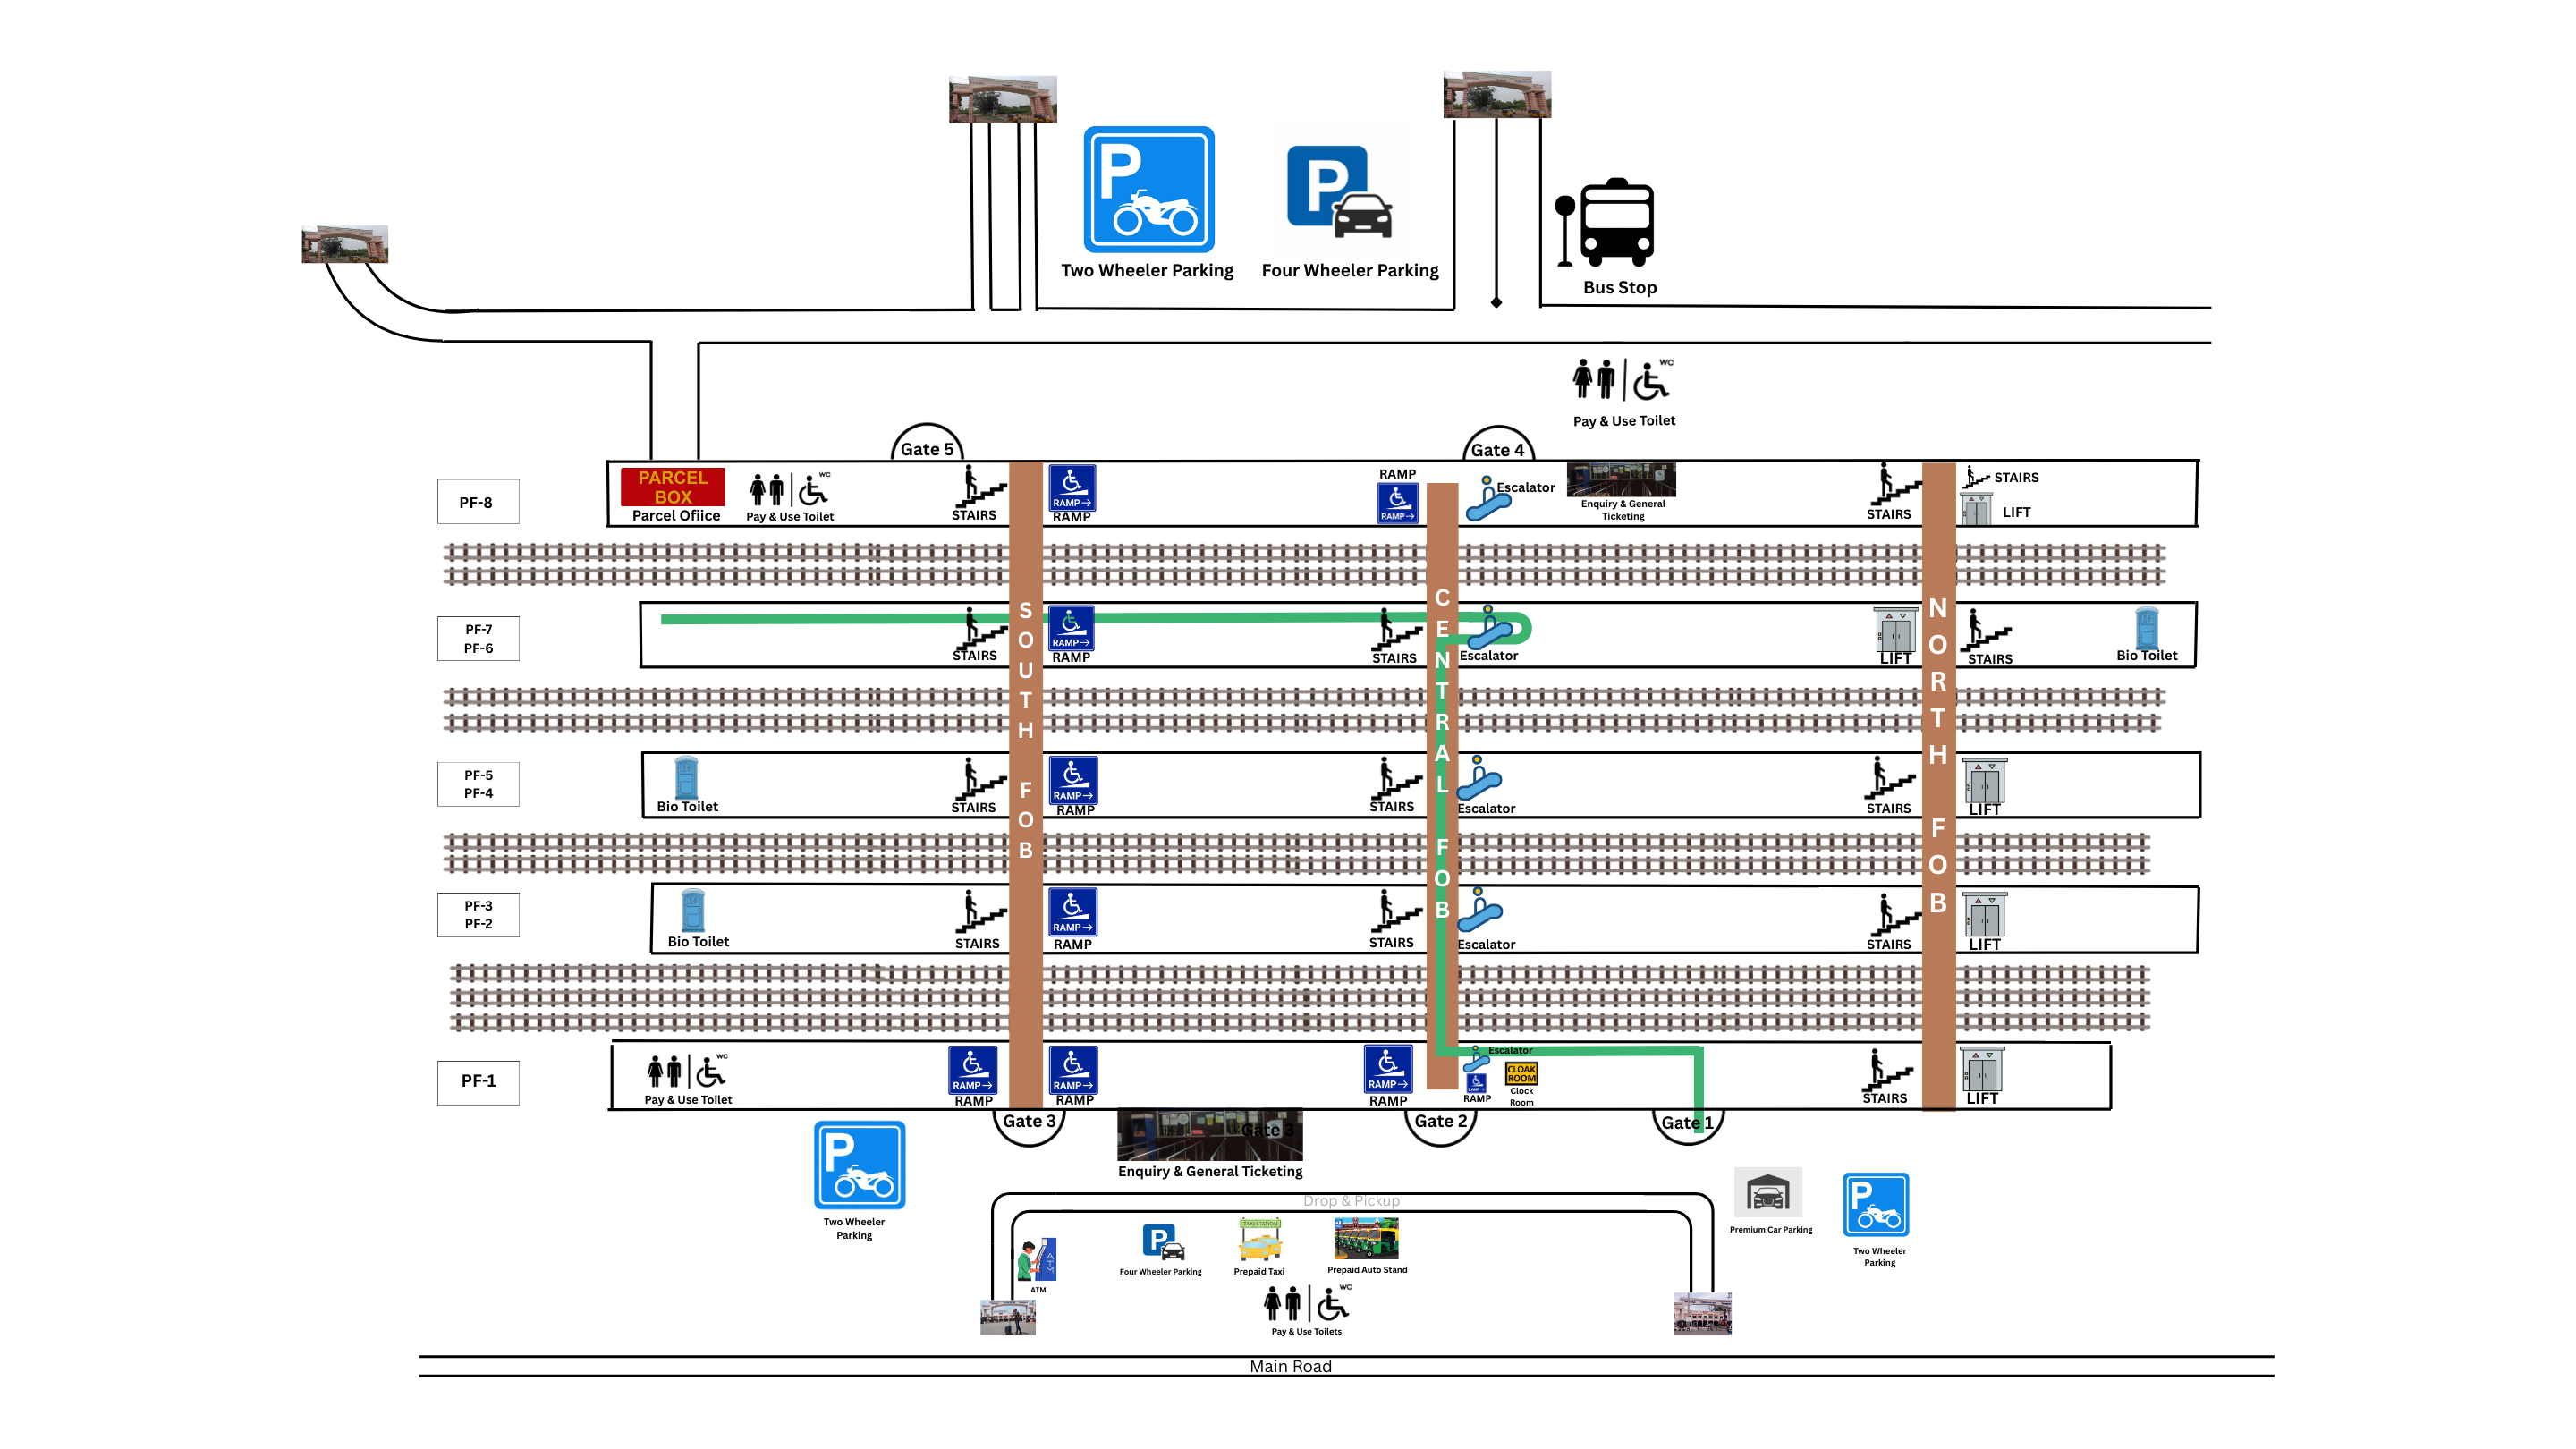 P
Two Wheeler Parking
P
Four Wheeler Parking
Bus Stop
WC
Pay & Use Toilet
Gate 5
Gate 4
PF-8
PARCEL
BOX
Parcel Ofiice
WC
Pay & Use Toilet
STAIRS
RAMP→
RAMP
RAMP
RAMP→
Escalator
Enquiry & General
Ticketing
STAIRS
STAIRS
LIFT
PF-7
PF-6
STAIRS
RAMP→
RAMP
STAIRS
Escalator
LIFT
STAIRS
Bio Toilet
SOUTH FOB
CENTRAL FOB
NORTH FOB
PF-5
PF-4
Bio Toilet
STAIRS
RAMP→
RAMP
STAIRS
Escalator
STAIRS
LIFT
PF-3
PF-2
Bio Toilet
STAIRS
RAMP→
RAMP
STAIRS
Escalator
STAIRS
LIFT
PF-1
WC
Pay & Use Toilet
RAMP→
RAMP
RAMP→
RAMP
RAMP→
RAMP
Escalator
RAMP
CLOAK
ROOM
Clock
Room
STAIRS
LIFT
Gate 3
Gate 3
Gate 2
Gate 1
Enquiry & General Ticketing
P
Two Wheeler
Parking
Drop & Pickup
ATM
ATM
P
Four Wheeler Parking
TAXI STATION
Prepaid Taxi
Prepaid Auto Stand
WC
Pay & Use Toilets
Premium Car Parking
P
Two Wheeler
Parking
Main Road